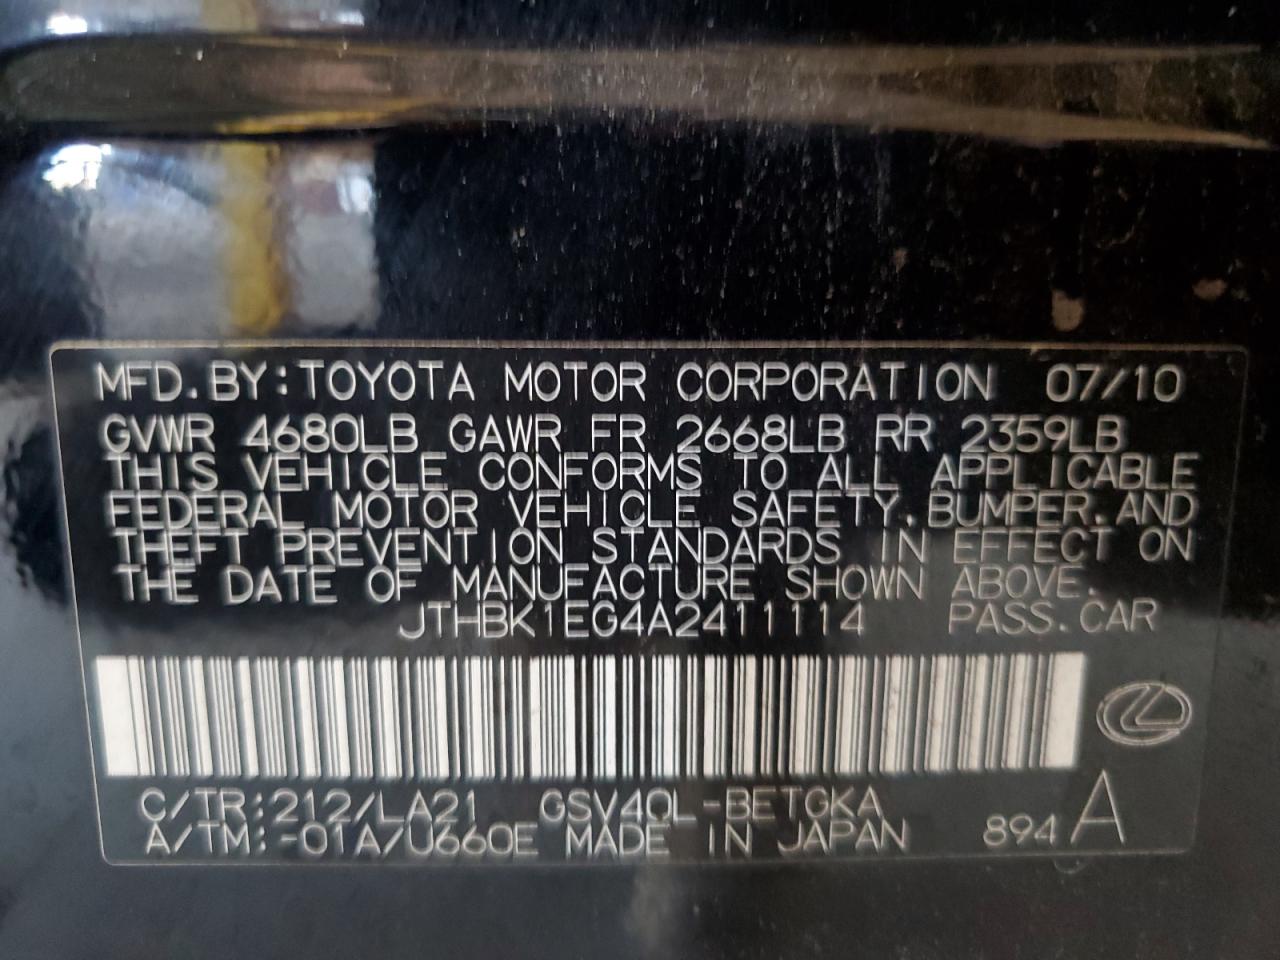 MFD.BY:TOYOTA MOTOR CORPORATION 07/10
GVWR 4680LB GAWR FR 2668LB RR 2359LB
THIS VEHICLE CONFORMS TO ALL APPLICABLE
FEDERAL MOTOR VEHICLE SAFETY,BUMPER,AND
THEFT PREVENTION STANDARDS IN EFFECT ON
THE DATE OF MANUFACTURE SHOWN ABOVE.
JTHBK1EG4A2411114 PASS.CAR
C/TR:212/LA21 GSV40L-BETGKA
A/TM:-01A/U660E MADE IN JAPAN 894 A